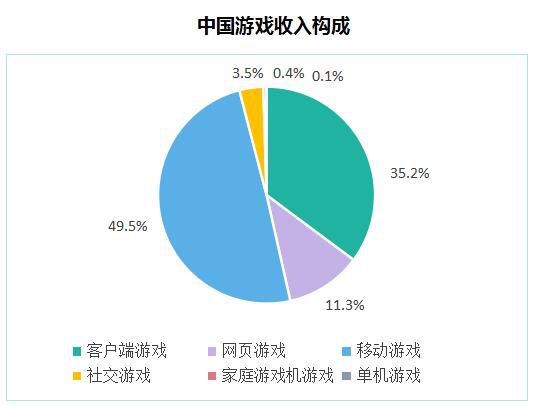 中国游戏收入构成
3.5% 0.4% 0.1%
35.2%
49.5%
11.3%
客户端游戏 网页游戏 移动游戏
社交游戏 家庭游戏机游戏 单机游戏